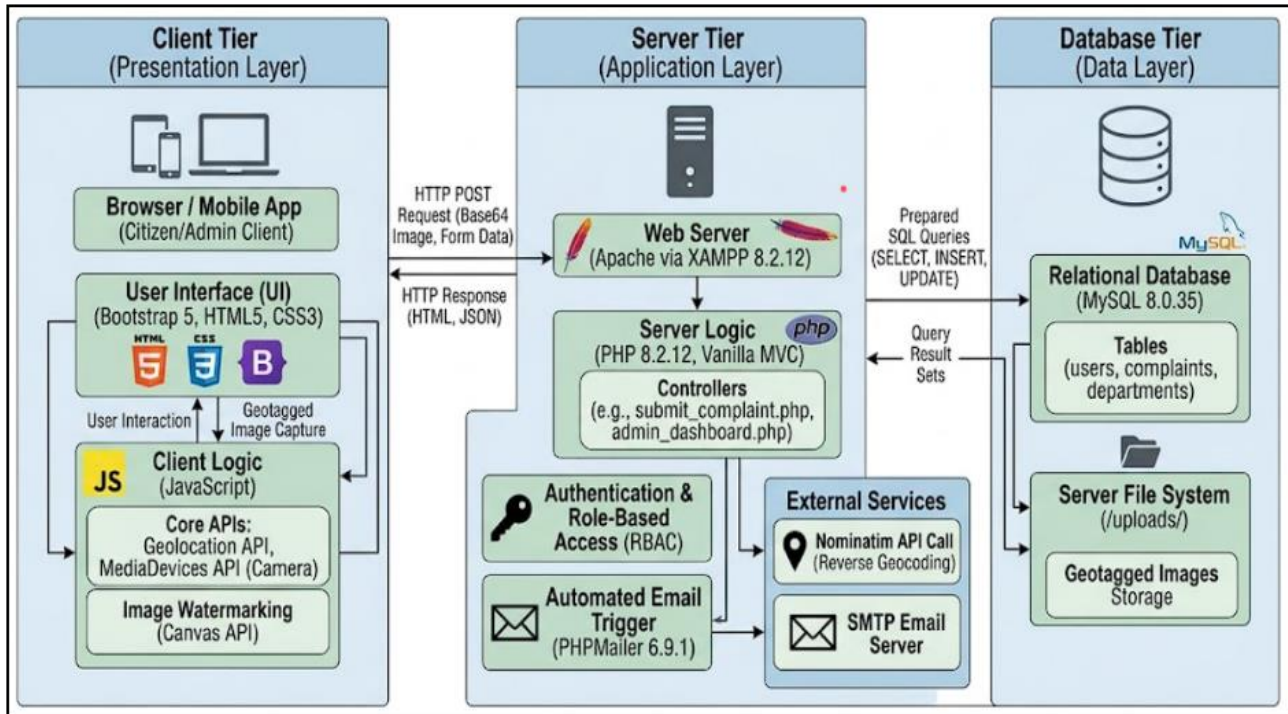 Client Tier
(Presentation Layer)
Browser / Mobile App
(Citizen/Admin Client)
User Interface (UI)
(Bootstrap 5, HTML5, CSS3)
HTML
5
CSS
3
B
User Interaction
Geotagged
Image Capture
JS
Client Logic
(JavaScript)
Core APIs:
Geolocation API,
MediaDevices API (Camera)
Image Watermarking
(Canvas API)
HTTP POST
Request (Base64
Image, Form Data)
HTTP Response
(HTML, JSON)
Server Tier
(Application Layer)
Web Server
(Apache via XAMPP 8.2.12)
Server Logic
php
(PHP 8.2.12, Vanilla MVC)
Controllers
(e.g., submit_complaint.php,
admin_dashboard.php)
Authentication &
Role-Based
Access (RBAC)
Automated Email
Trigger
(PHPMailer 6.9.1)
External Services
Nominatim API Call
(Reverse Geocoding)
SMTP Email
Server
Prepared
SQL Queries
(SELECT, INSERT,
UPDATE)
Query
Result
Sets
Database Tier
(Data Layer)
MySQL
Relational Database
(MySQL 8.0.35)
Tables
(users, complaints,
departments)
Server File System
(/uploads/)
Geotagged Images
Storage